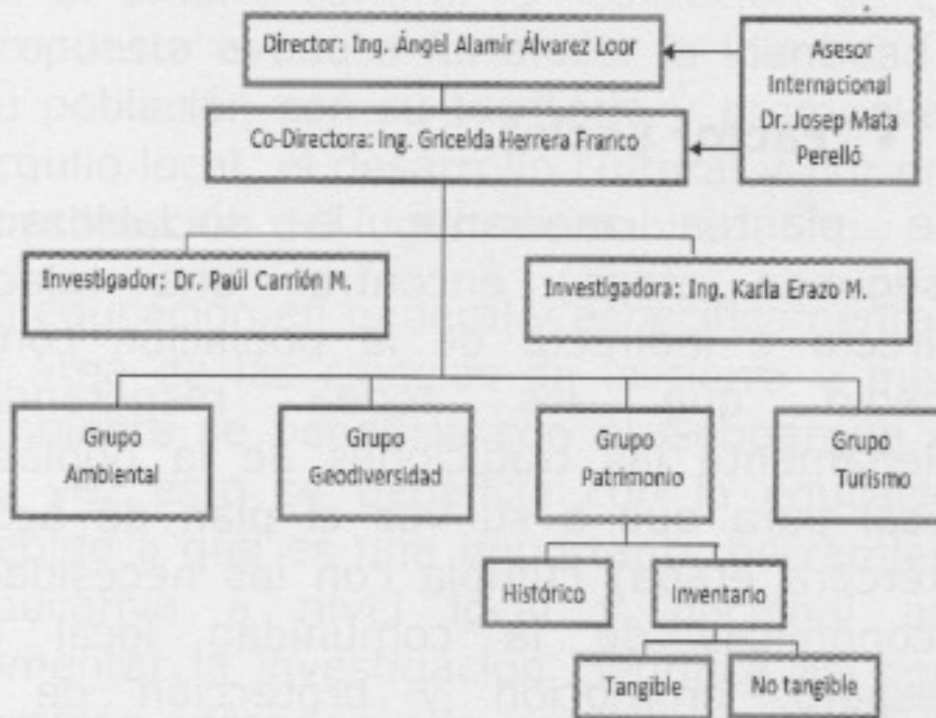 Director: Ing. Ángel Alamir Álvarez Loor
Asesor
Internacional
Dr. Josep Mata
Perelló
Co-Directora: Ing. Gricelda Herrera Franco
Investigador: Dr. Paúl Carrión M.
Investigadora: Ing. Karla Erazo M.
Grupo
Ambiental
Grupo
Geodiversidad
Grupo
Patrimonio
Grupo
Turismo
Histórico
Inventario
Tangible
No tangible